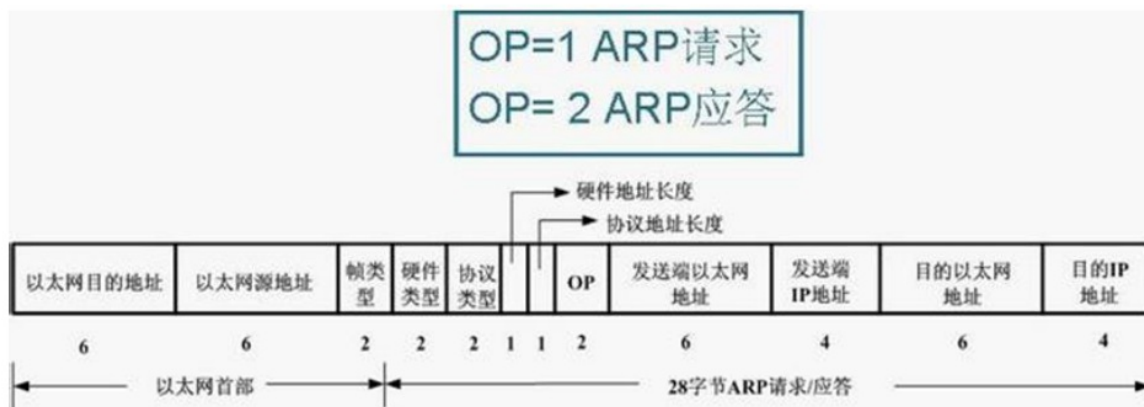 OP=1 ARP请求
OP= 2 ARP应答
硬件地址长度
协议地址长度
以太网目的地址 以太网源地址 帧类型 硬件类型 协议类型 OP 发送端以太网地址 发送端IP地址 目的以太网地址 目的IP地址
6 6 2 2 2 1 1 2 6 4 6 4
以太网首部 28字节ARP请求/应答